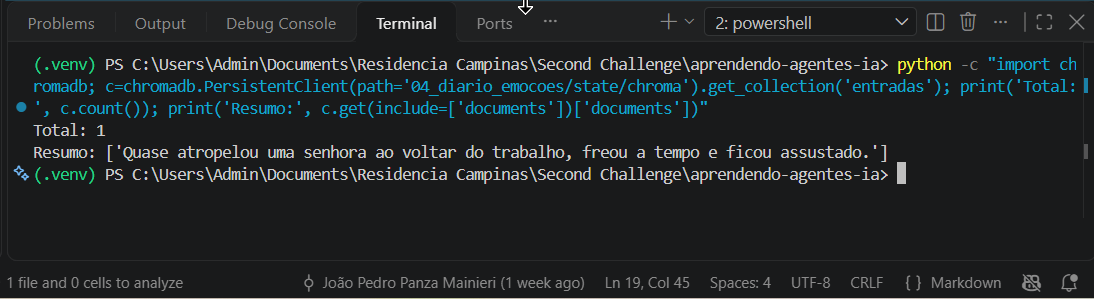 Problems Output Debug Console Terminal Ports ··· 2: powershell ···
(.venv) PS C:\Users\Admin\Documents\Residencia Campinas\Second Challenge\aprendendo-agentes-ia> python -c "import ch
romadb; c=chromadb.PersistentClient(path='04_diario_emocoes/state/chroma').get_collection('entradas'); print('Total:
', c.count()); print('Resumo:', c.get(include=['documents'])['documents'])"
Total: 1
Resumo: ['Quase atropelou uma senhora ao voltar do trabalho, freou a tempo e ficou assustado.']
(.venv) PS C:\Users\Admin\Documents\Residencia Campinas\Second Challenge\aprendendo-agentes-ia>
1 file and 0 cells to analyze João Pedro Panza Mainieri (1 week ago) Ln 19, Col 45 Spaces: 4 UTF-8 CRLF { } Markdown